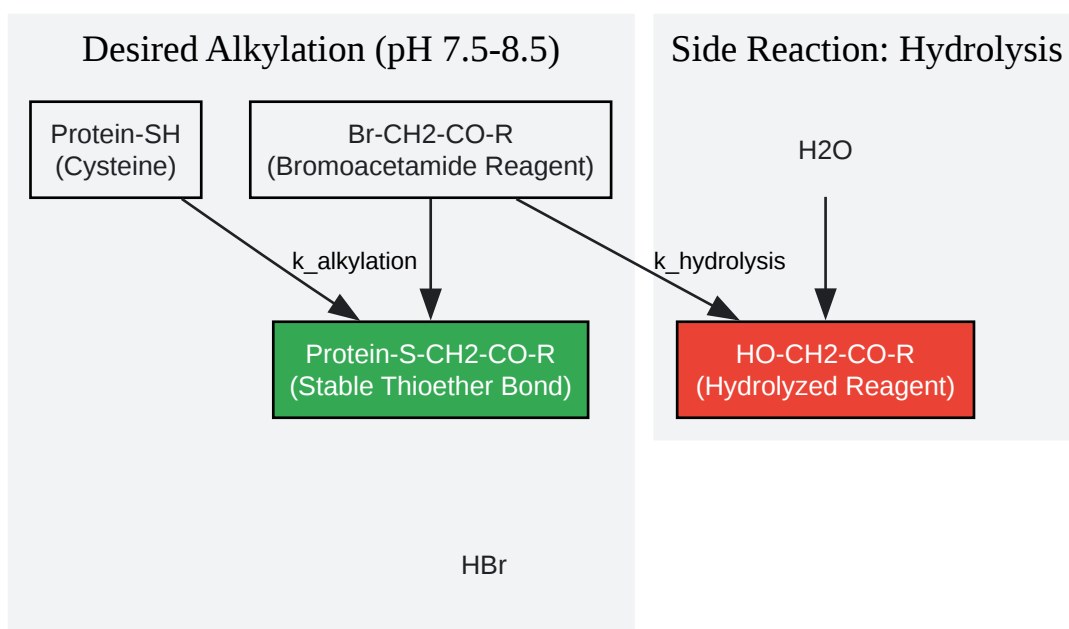 Desired Alkylation (pH 7.5-8.5)
Side Reaction: Hydrolysis
Protein-SH
(Cysteine)
Br-CH2-CO-R
(Bromoacetamide Reagent)
H2O
k_alkylation
k_hydrolysis
Protein-S-CH2-CO-R
(Stable Thioether Bond)
HO-CH2-CO-R
(Hydrolyzed Reagent)
HBr